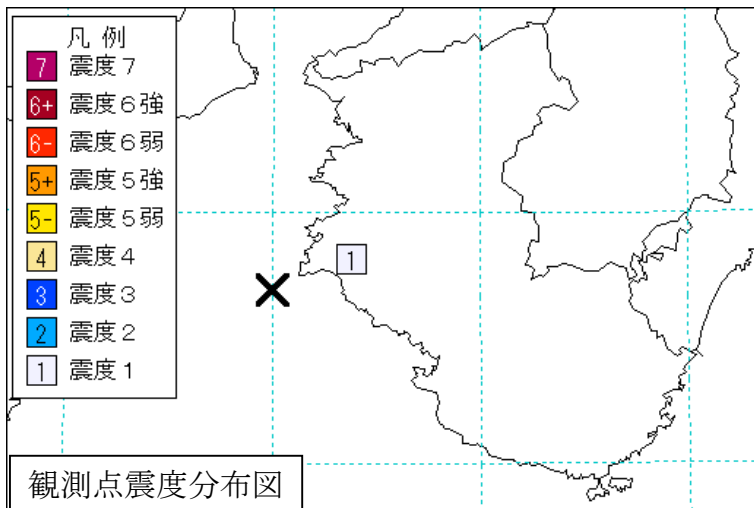 凡 例
7 震度７
6+ 震度６強
6- 震度６弱
5+ 震度５強
5- 震度５弱
4 震度４
3 震度３
2 震度２
1 震度１
1
観測点震度分布図